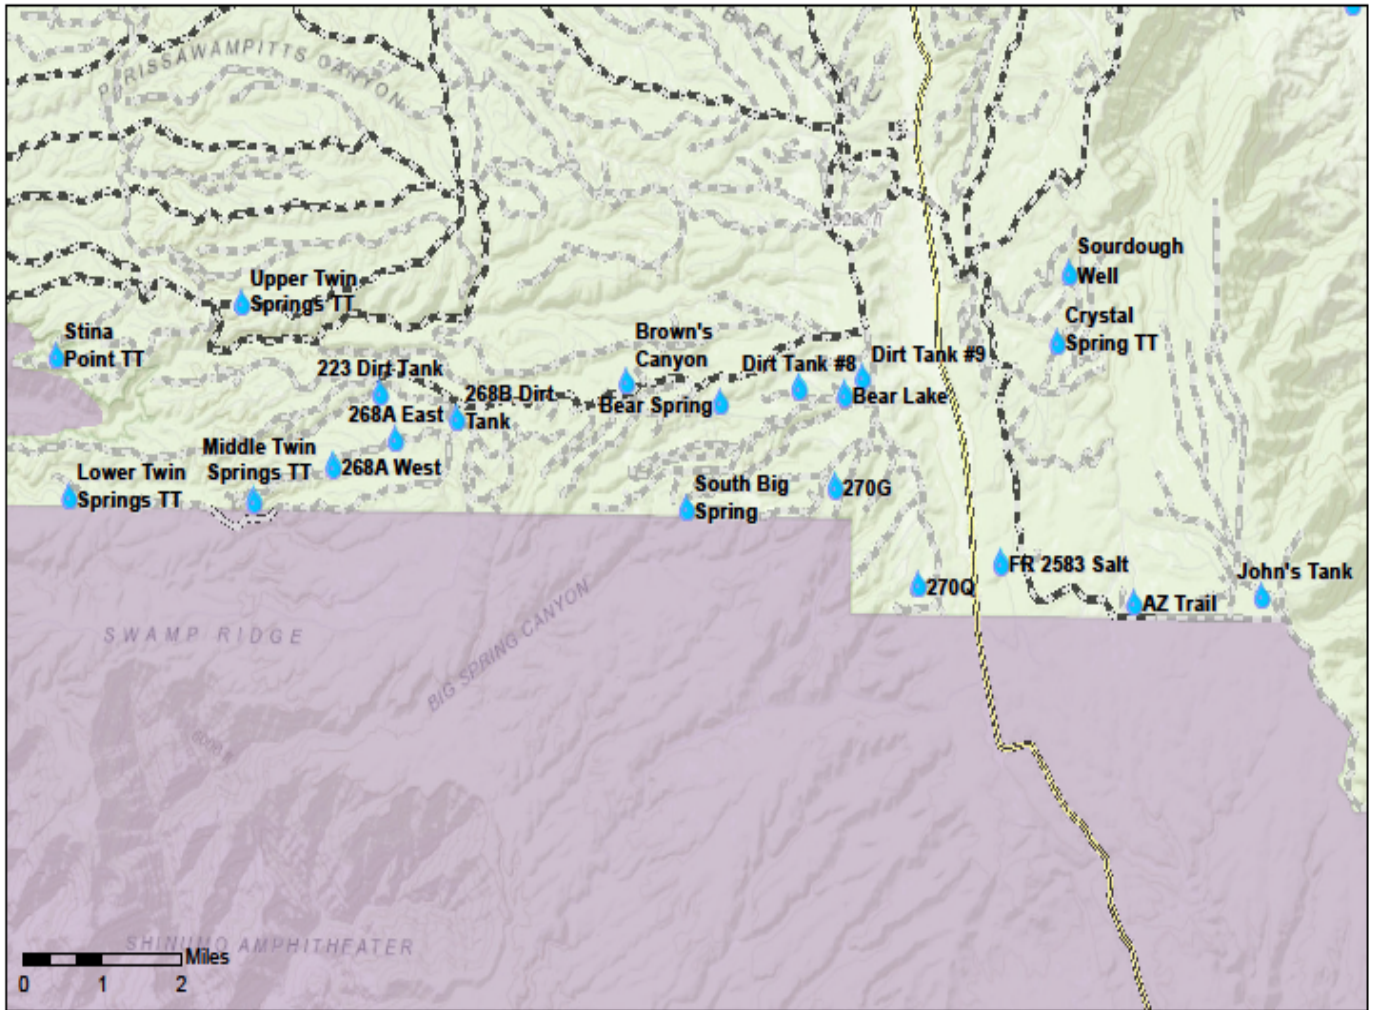 PARISSAWAMPITTS CANYON
Sourdough
Well
Upper Twin
Springs TT
Crystal
Spring TT
Stina
Point TT
Brown's
Canyon
Dirt Tank #9
Dirt Tank #8
223 Dirt Tank
268B Dirt
Tank
Bear Lake
Bear Spring
268A East
Middle Twin
Springs TT
268A West
Lower Twin
Springs TT
South Big
Spring
270G
FR 2583 Salt
John's Tank
270Q
AZ Trail
SWAMP RIDGE
BIG SPRING CANYON
SHINUMO AMPHITHEATER
Miles
0 1 2